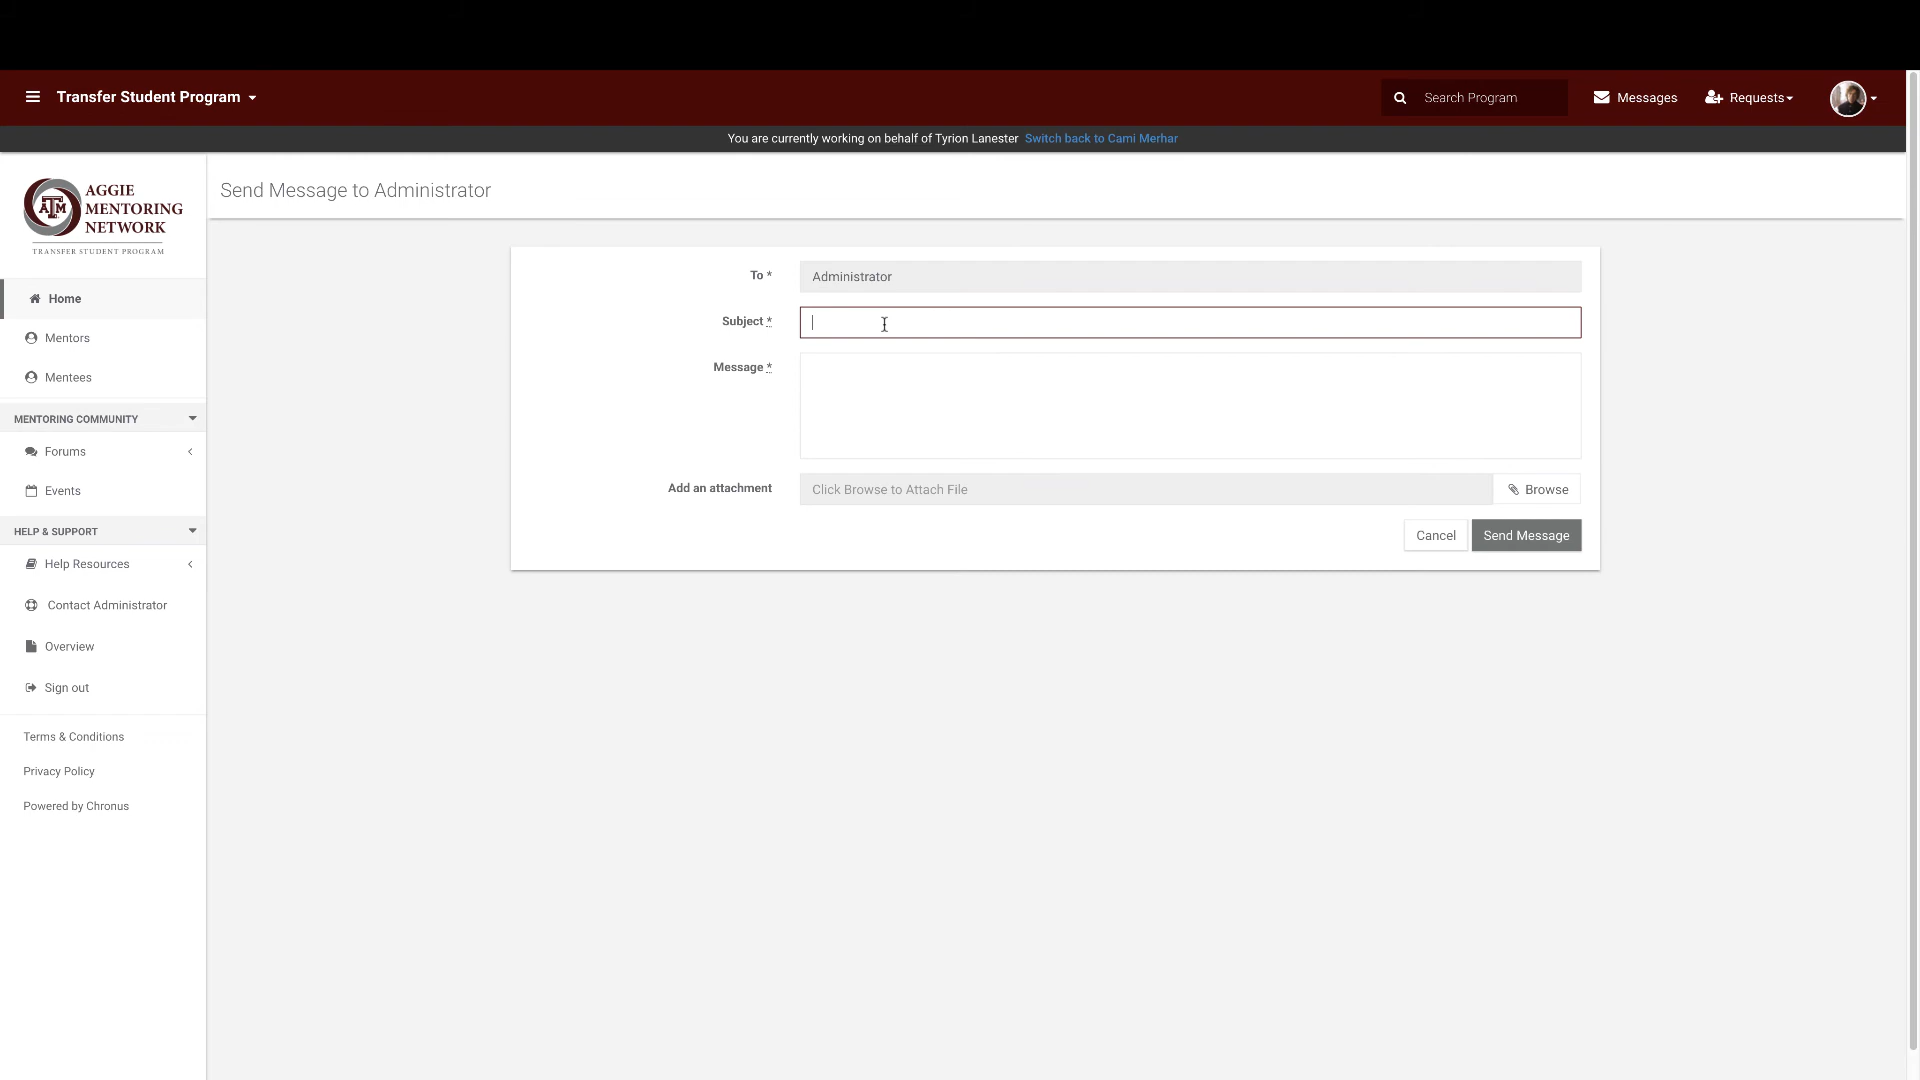 Transfer Student Program
Search Program
Messages
Requests
You are currently working on behalf of Tyrion Lanester Switch back to Cami Merhar
ATM
AGGIE
MENTORING
NETWORK
TRANSFER STUDENT PROGRAM
Send Message to Administrator
Home
Mentors
Mentees
MENTORING COMMUNITY
Forums
Events
HELP & SUPPORT
Help Resources
Contact Administrator
Overview
Sign out
Terms & Conditions
Privacy Policy
Powered by Chronus
To *
Administrator
Subject *
Message *
Add an attachment
Click Browse to Attach File
Browse
Cancel
Send Message